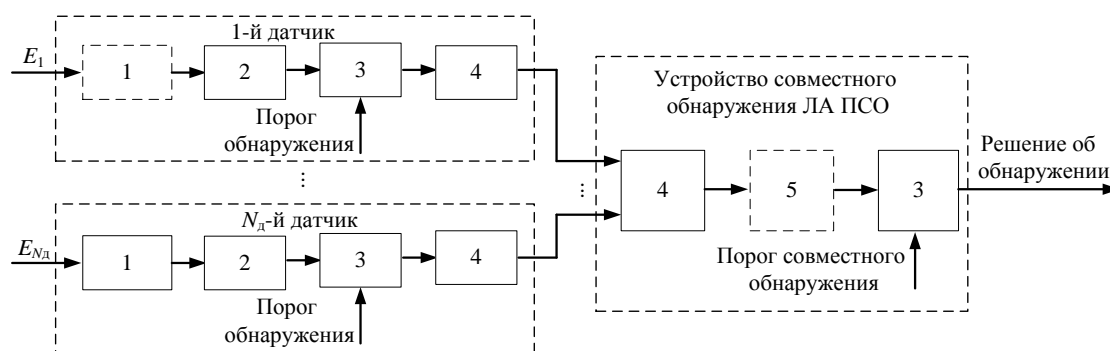 1-й датчик
E1
1
2
3
4
Порог
обнаружения
...
Nд-й датчик
ENд
1
2
3
4
Порог
обнаружения
...
Устройство совместного
обнаружения ЛА ПСО
4
5
3
Порог совместного
обнаружения
Решение об
обнаружении